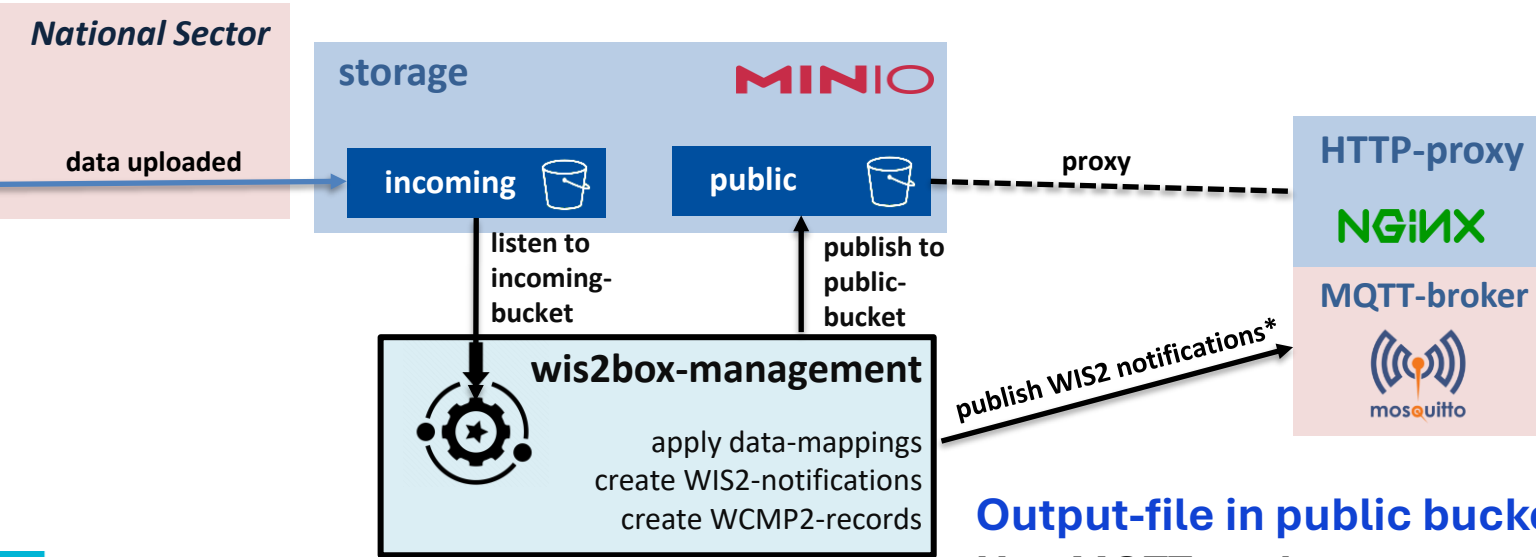 National Sector
storage
MINIO
data uploaded
incoming
public
proxy
HTTP-proxy
NGiNX
listen to
incoming-
bucket
publish to
public-
bucket
MQTT-broker
mosquitto
publish WIS2 notifications*
wis2box-management
apply data-mappings
create WIS2-notifications
create WCMP2-records
Output-file in public bucke